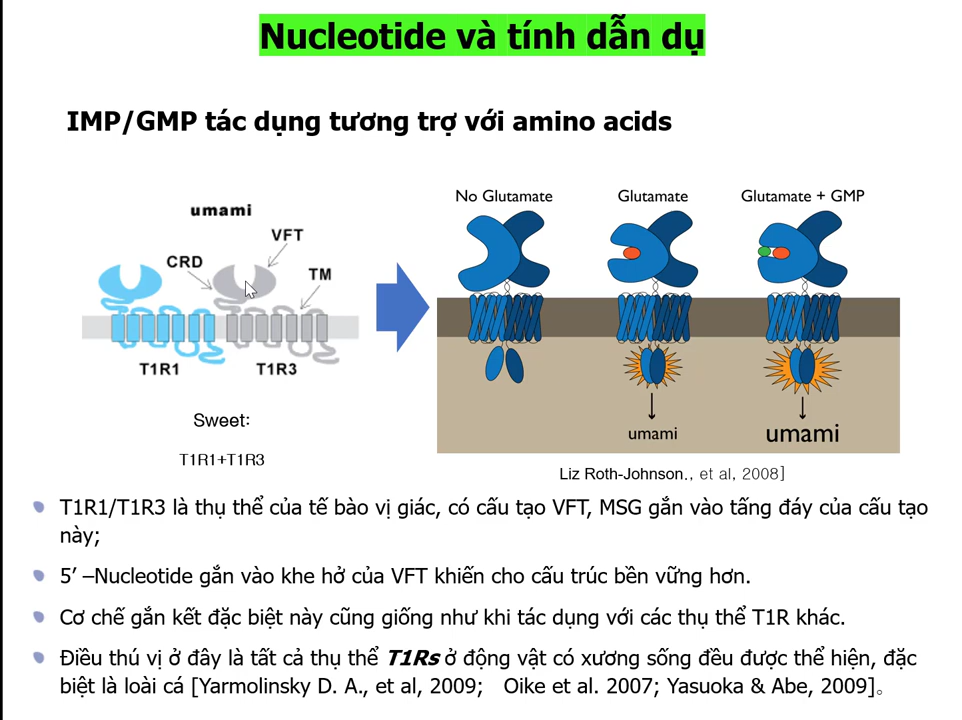 Nucleotide và tính dẫn dụ
IMP/GMP tác dụng tương trợ với amino acids
umami
VFT
CRD
TM
T1R1
T1R3
Sweet:
T1R1+T1R3
No Glutamate
Glutamate
Glutamate + GMP
umami
umami
Liz Roth-Johnson., et al, 2008]
T1R1/T1R3 là thụ thể của tế bào vị giác, có cấu tạo VFT, MSG gắn vào tấng đáy của cấu tạo
này;
5’ –Nucleotide gắn vào khe hở của VFT khiến cho cấu trúc bền vững hơn.
Cơ chế gắn kết đặc biệt này cũng giống như khi tác dụng với các thụ thể T1R khác.
Điều thú vị ở đây là tất cả thụ thể T1Rs ở động vật có xương sống đều được thể hiện, đặc
biệt là loài cá [Yarmolinsky D. A., et al, 2009; Oike et al. 2007; Yasuoka & Abe, 2009]。